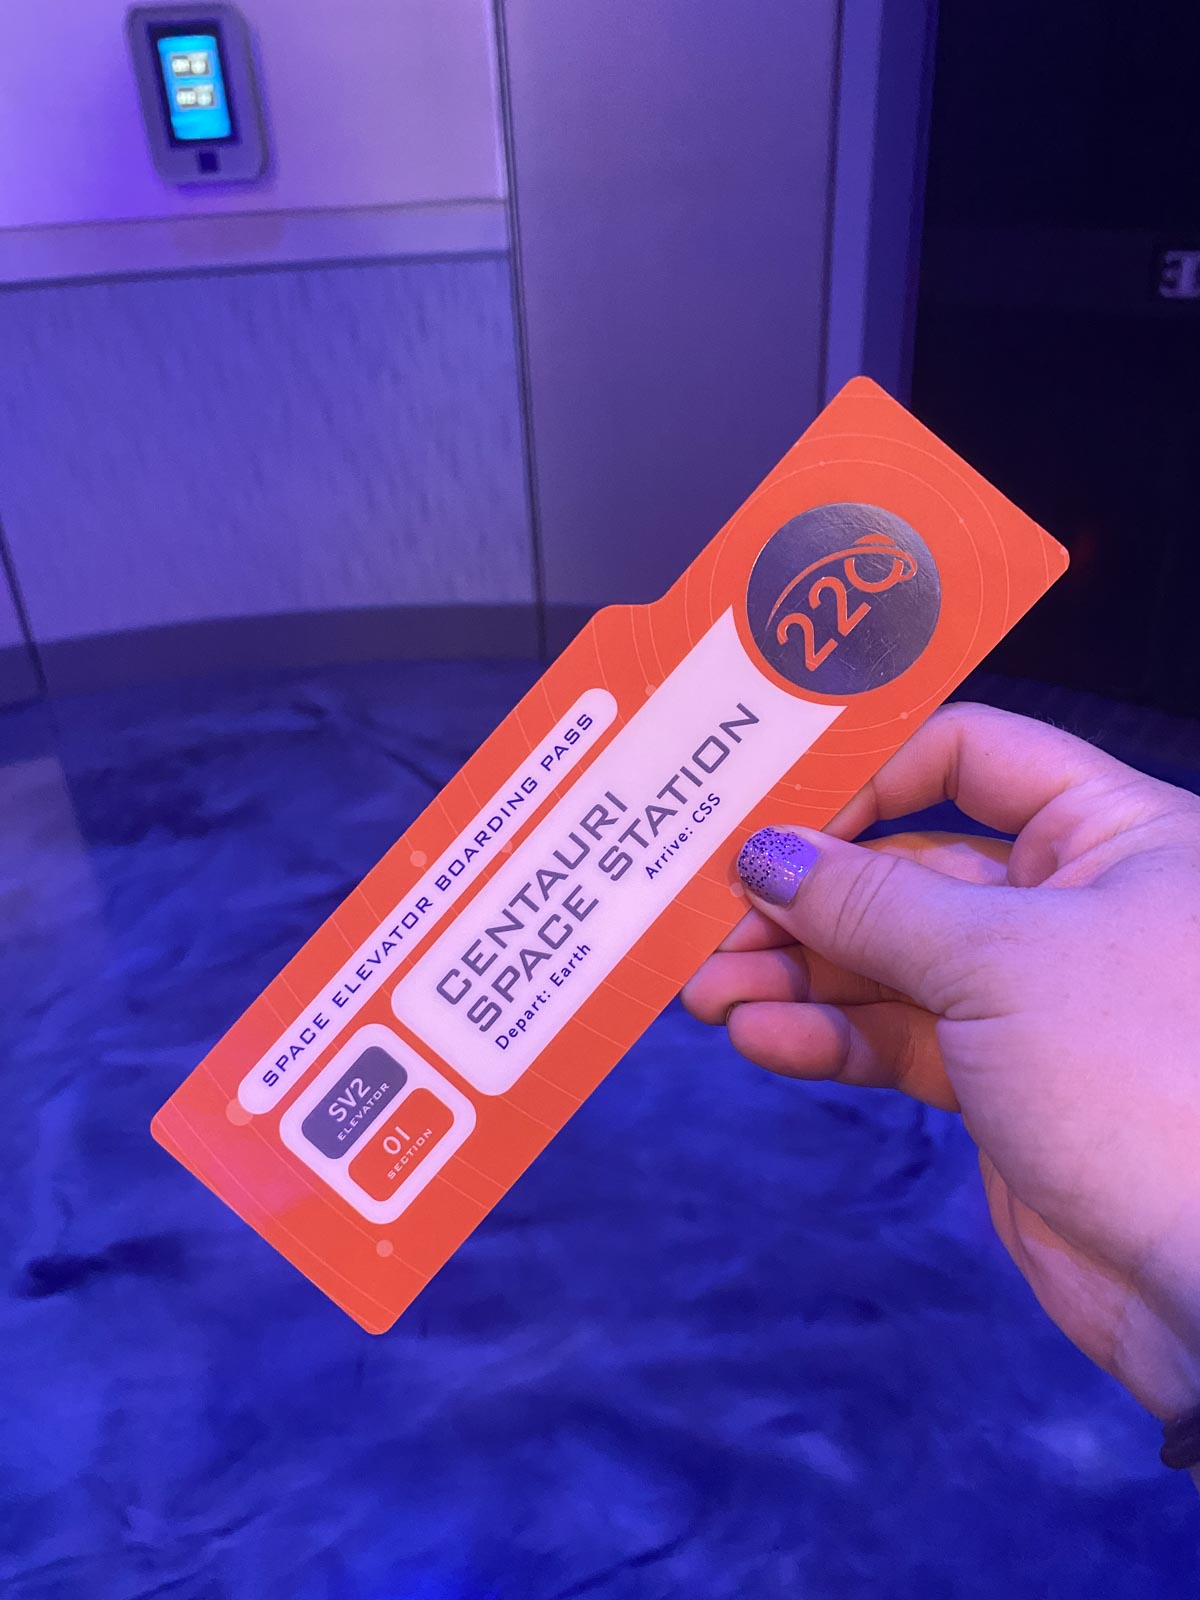 220
SPACE ELEVATOR BOARDING PASS
CENTAURI
SPACE STATION
Depart: Earth
Arrive: CSS
SV2
ELEVATOR
01
SECTION